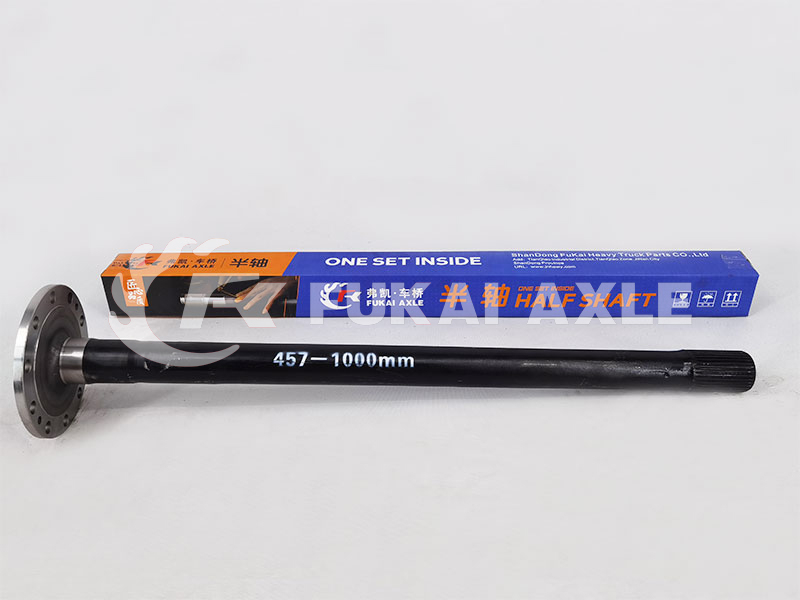 弗凯·车桥
FUKAI AXLE
半轴
ONE SET INSIDE
ShanDong FuKai Heavy Truck Parts CO.,Ltd
弗凯·车桥
FUKAI AXLE
半轴
ONE SET INSIDE
HALF SHAFT
FUKAI AXLE
457-1000mm